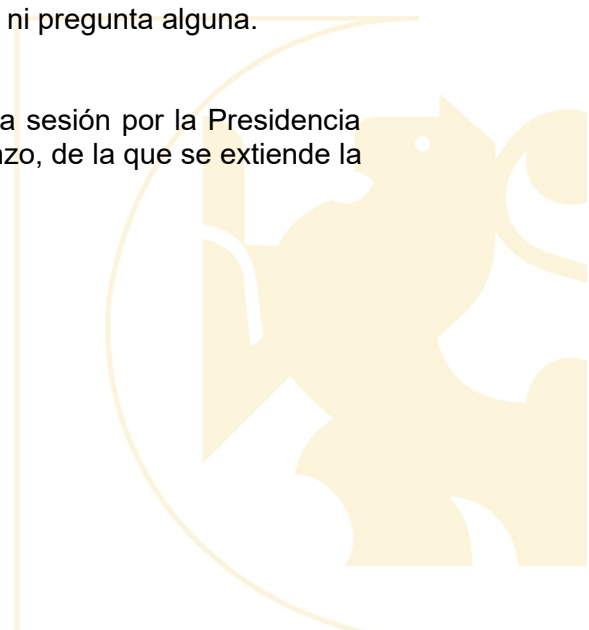 ni pregunta alguna.
a sesión por la Presidencia
nzo, de la que se extiende la